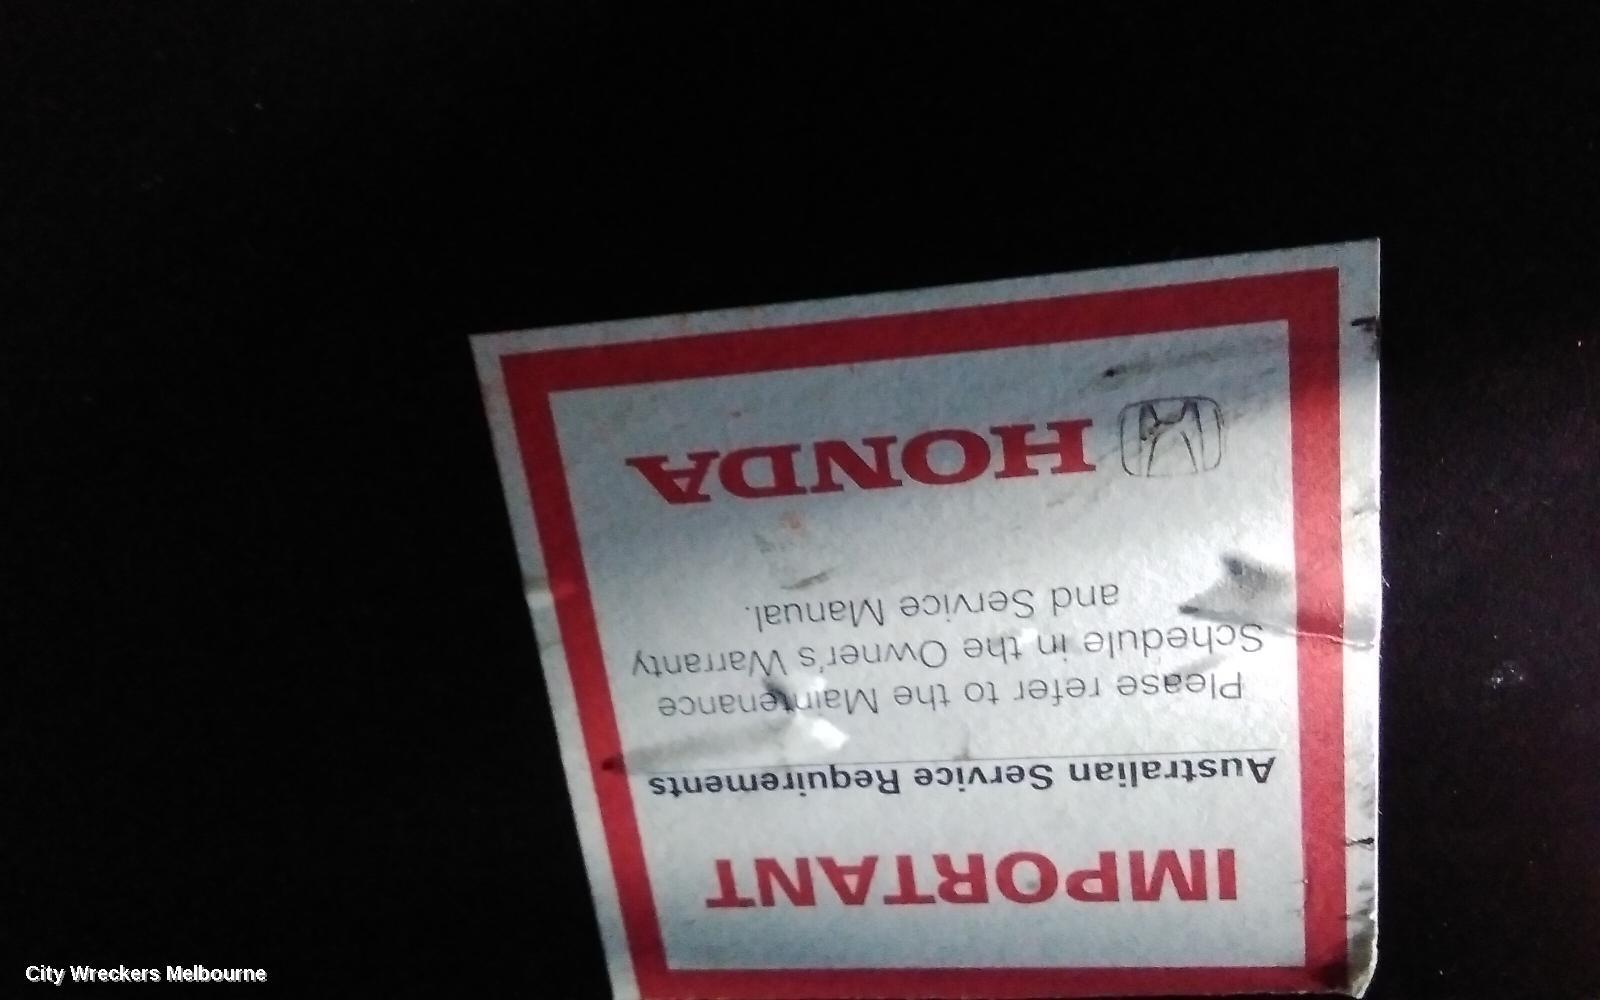 IMPORTANT
Australian Service Requirements
Please refer to the Maintenance
Schedule in the Owner's Warranty
and Service Manual.
HONDA
City Wreckers Melbourne